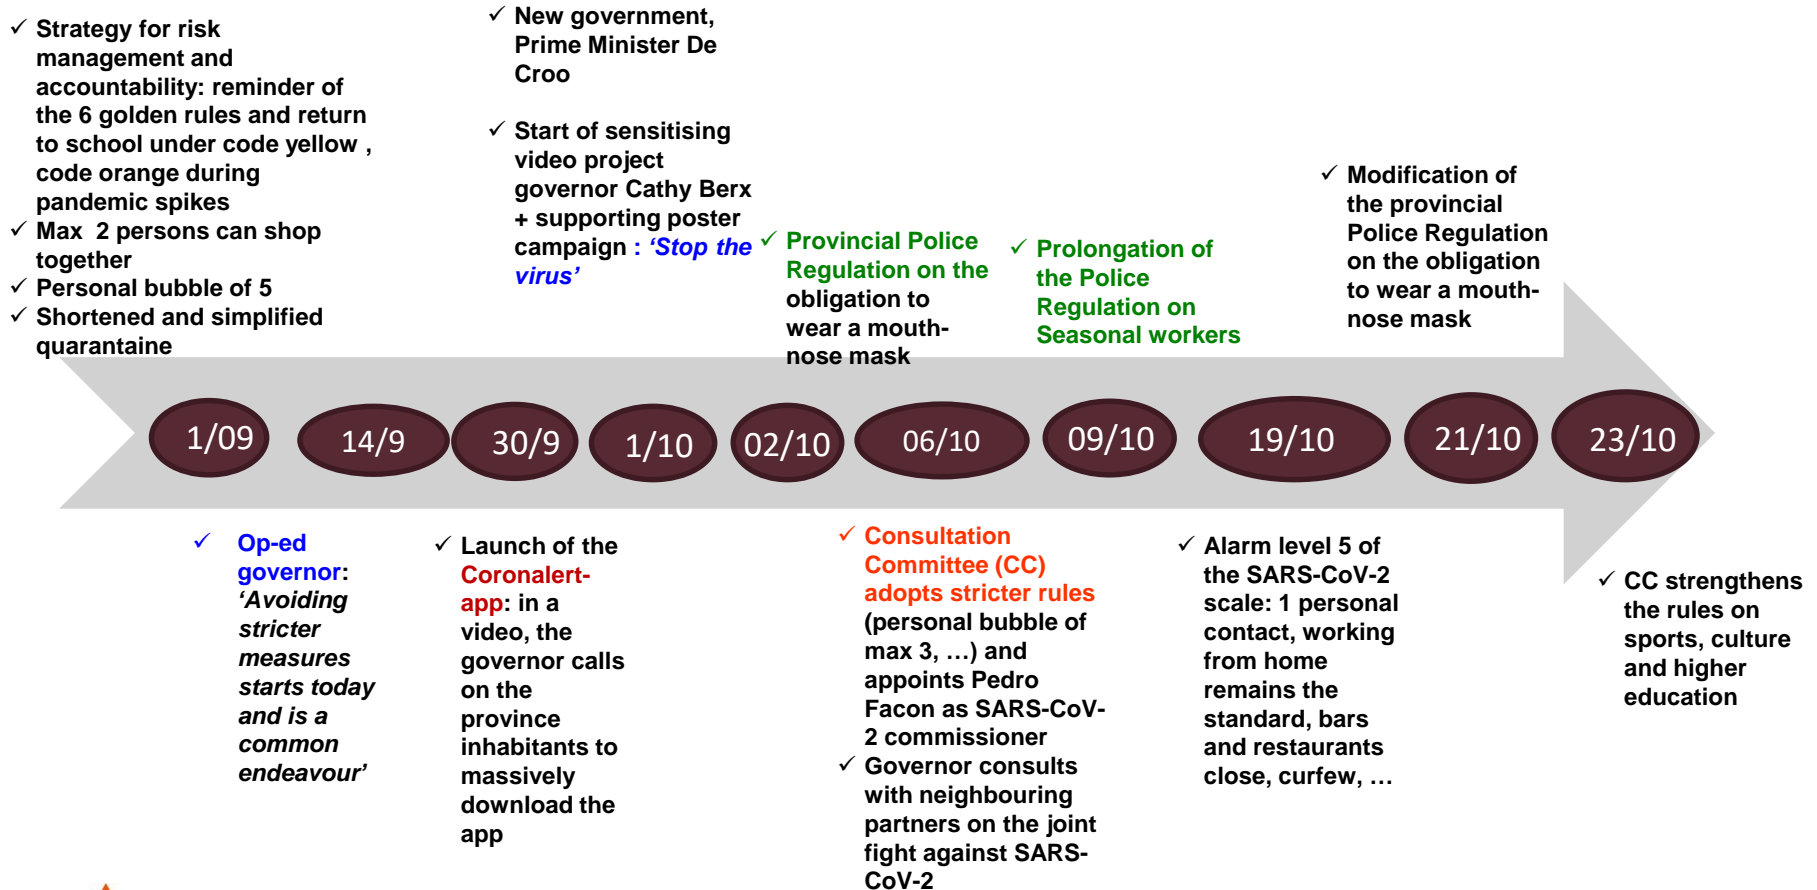 ✓ Strategy for risk
management and
accountability: reminder of
the 6 golden rules and return
to school under code yellow ,
code orange during
pandemic spikes
✓ Max 2 persons can shop
together
✓ Personal bubble of 5
✓ Shortened and simplified
quarantaine
✓ New government,
Prime Minister De
Croo
✓ Start of sensitising
video project
governor Cathy Berx
+ supporting poster
campaign : ‘Stop the
virus’
✓ Provincial Police
Regulation on the
obligation to
wear a mouth-
nose mask
✓ Prolongation of
the Police
Regulation on
Seasonal workers
✓ Modification of
the provincial
Police Regulation
on the obligation
to wear a mouth-
nose mask
1/09
14/9
30/9
1/10
02/10
06/10
09/10
19/10
21/10
23/10
✓ Op-ed
governor:
‘Avoiding
stricter
measures
starts today
and is a
common
endeavour’
✓ Launch of the
Coronalert-
app: in a
video, the
governor calls
on the
province
inhabitants to
massively
download the
app
✓ Consultation
Committee (CC)
adopts stricter rules
(personal bubble of
max 3, …) and
appoints Pedro
Facon as SARS-CoV-
2 commissioner
✓ Governor consults
with neighbouring
partners on the joint
fight against SARS-
CoV-2
✓ Alarm level 5 of
the SARS-CoV-2
scale: 1 personal
contact, working
from home
remains the
standard, bars
and restaurants
close, curfew, …
✓ CC strengthens
the rules on
sports, culture
and higher
education